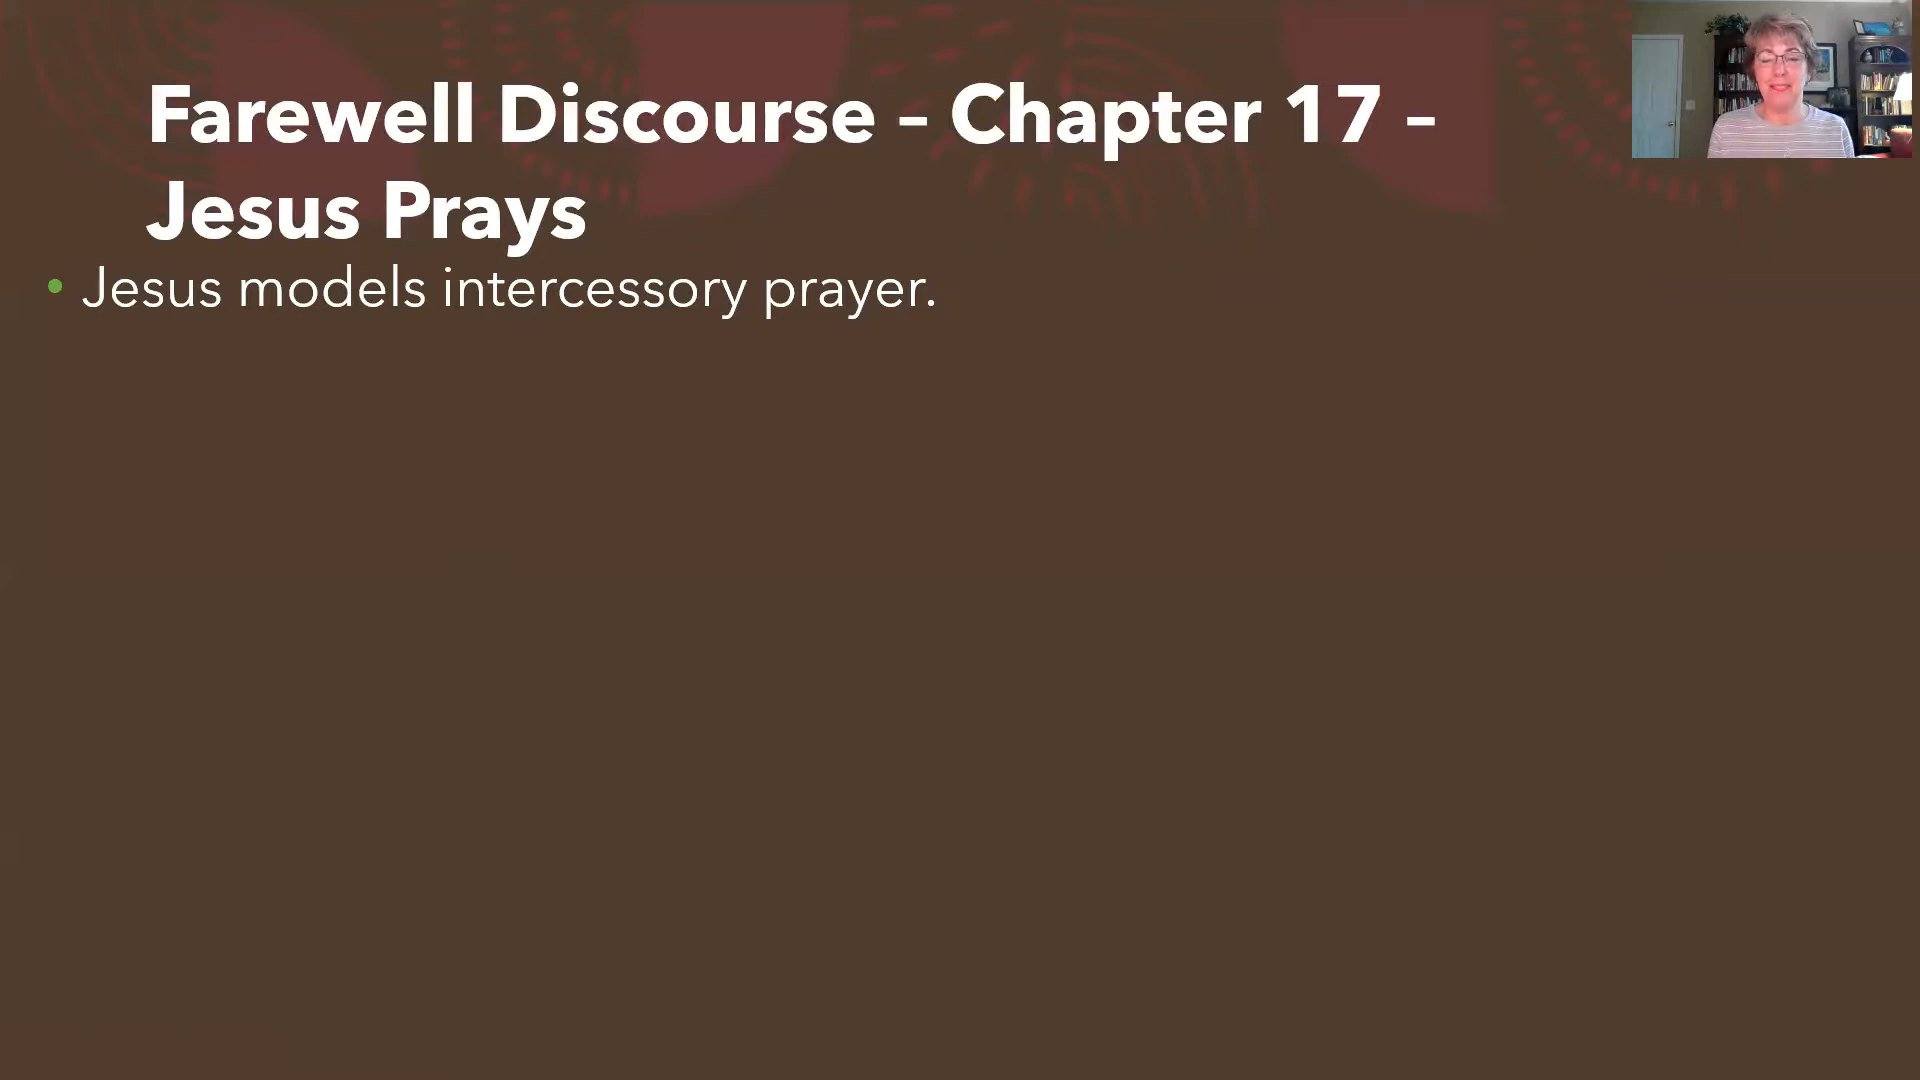 Farewell Discourse – Chapter 17 –
Jesus Prays
• Jesus models intercessory prayer.